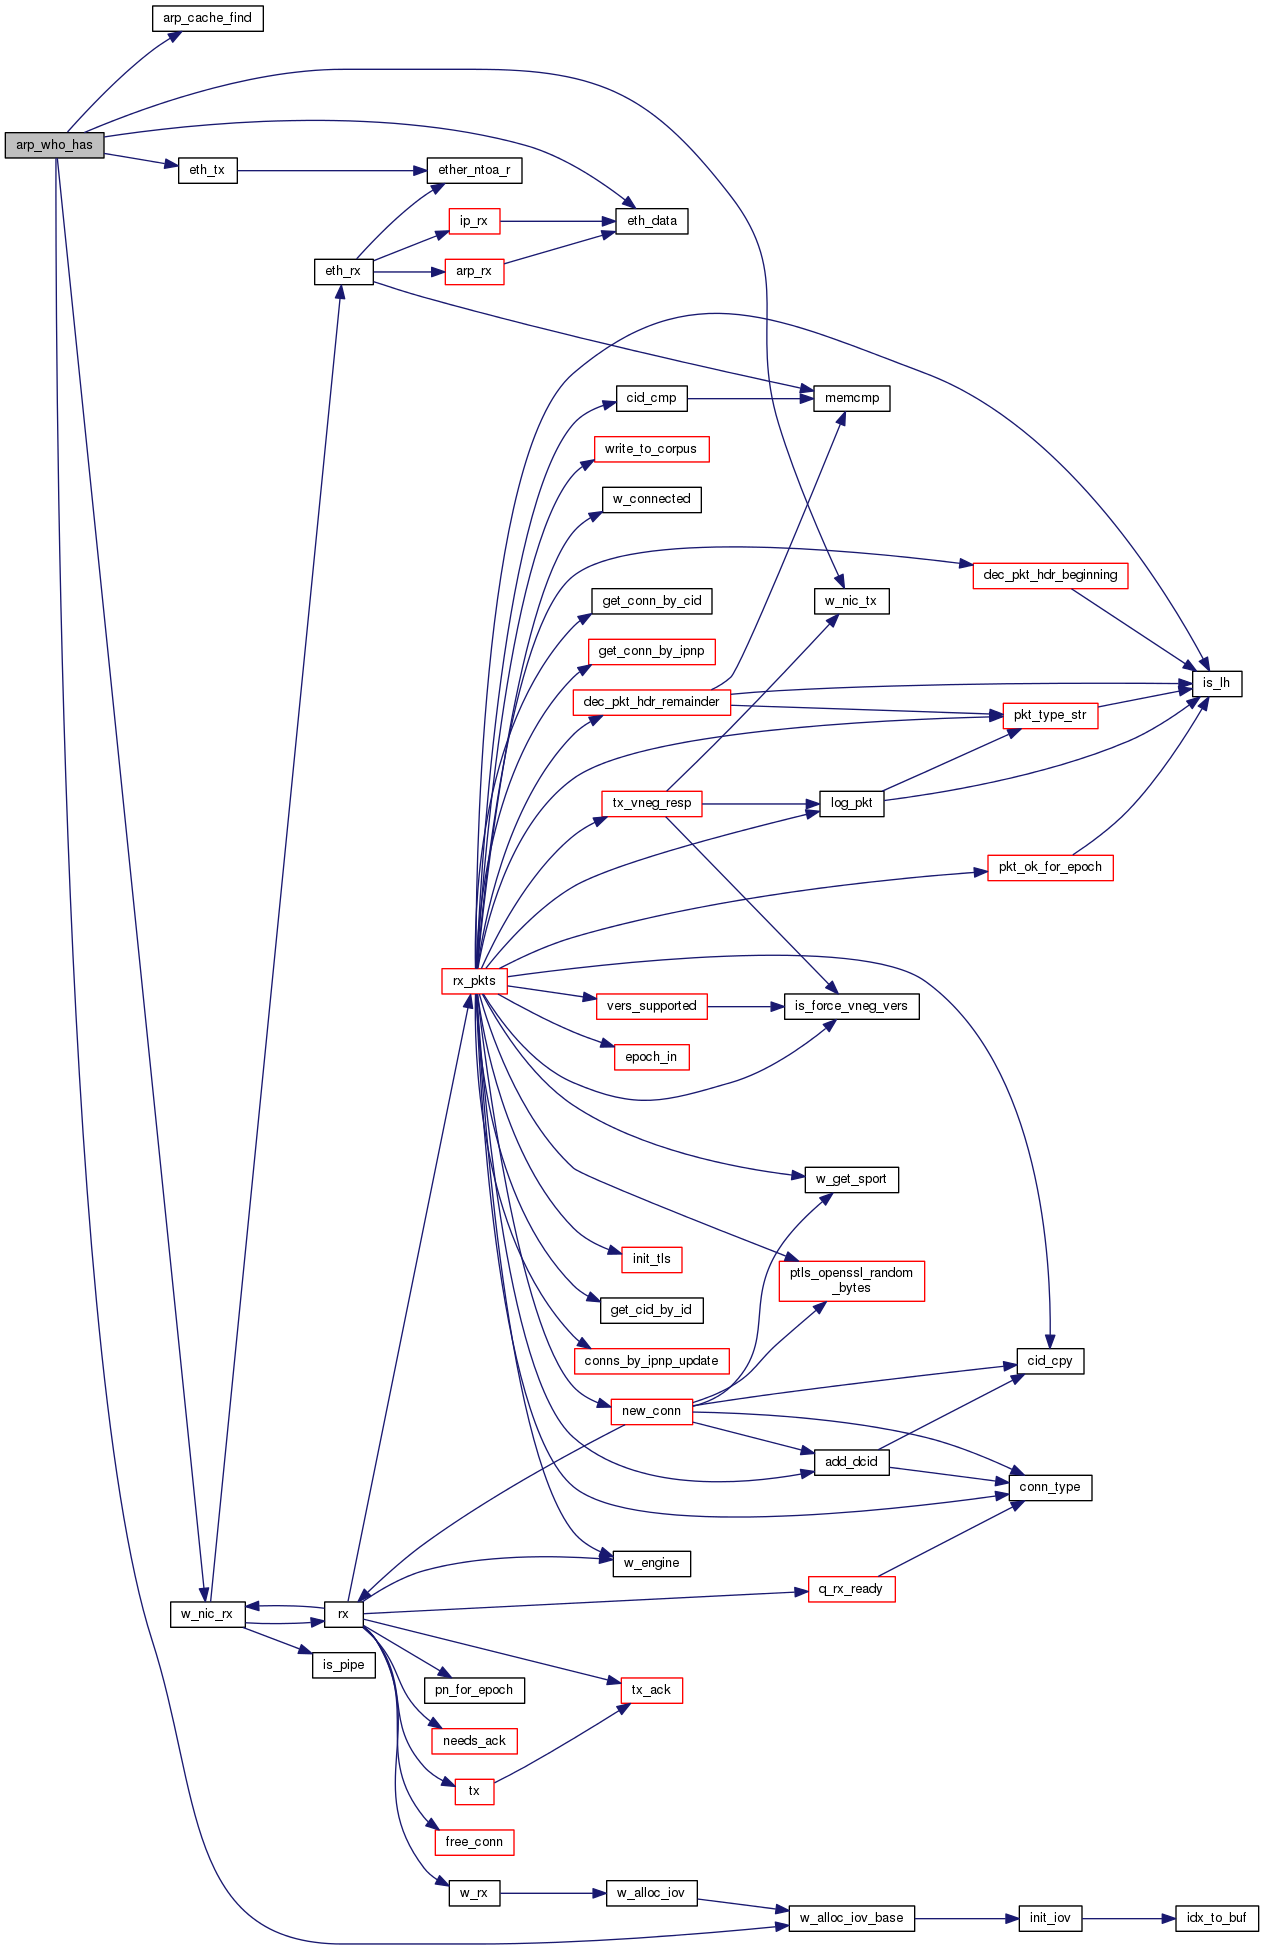 arp_cache_find
arp_who_has
eth_tx
ether_ntoa_r
ip_rx
eth_data
eth_rx
arp_rx
cid_cmp
memcmp
write_to_corpus
w_connected
dec_pkt_hdr_beginning
get_conn_by_cid
w_nic_tx
get_conn_by_ipnp
is_lh
dec_pkt_hdr_remainder
pkt_type_str
tx_vneg_resp
log_pkt
pkt_ok_for_epoch
rx_pkts
vers_supported
is_force_vneg_vers
epoch_in
w_get_sport
init_tls
ptls_openssl_random
_bytes
get_cid_by_id
conns_by_ipnp_update
cid_cpy
new_conn
add_dcid
conn_type
w_engine
q_rx_ready
w_nic_rx
rx
is_pipe
pn_for_epoch
tx_ack
needs_ack
tx
free_conn
w_rx
w_alloc_iov
w_alloc_iov_base
init_iov
idx_to_buf